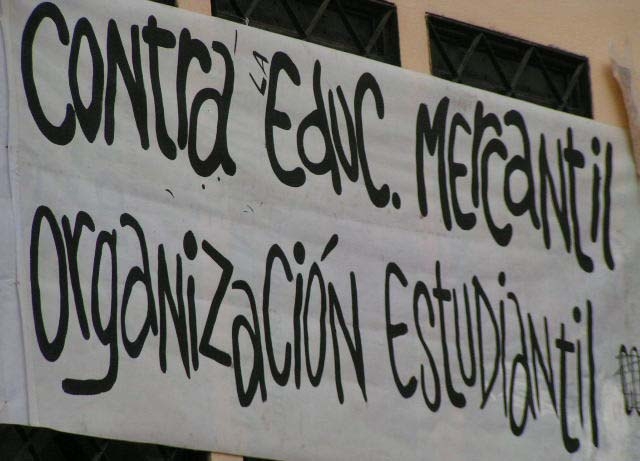 CONTRA LA EDUC. MERCANTIL
ORGANIZACIÓN ESTUDIANTIL